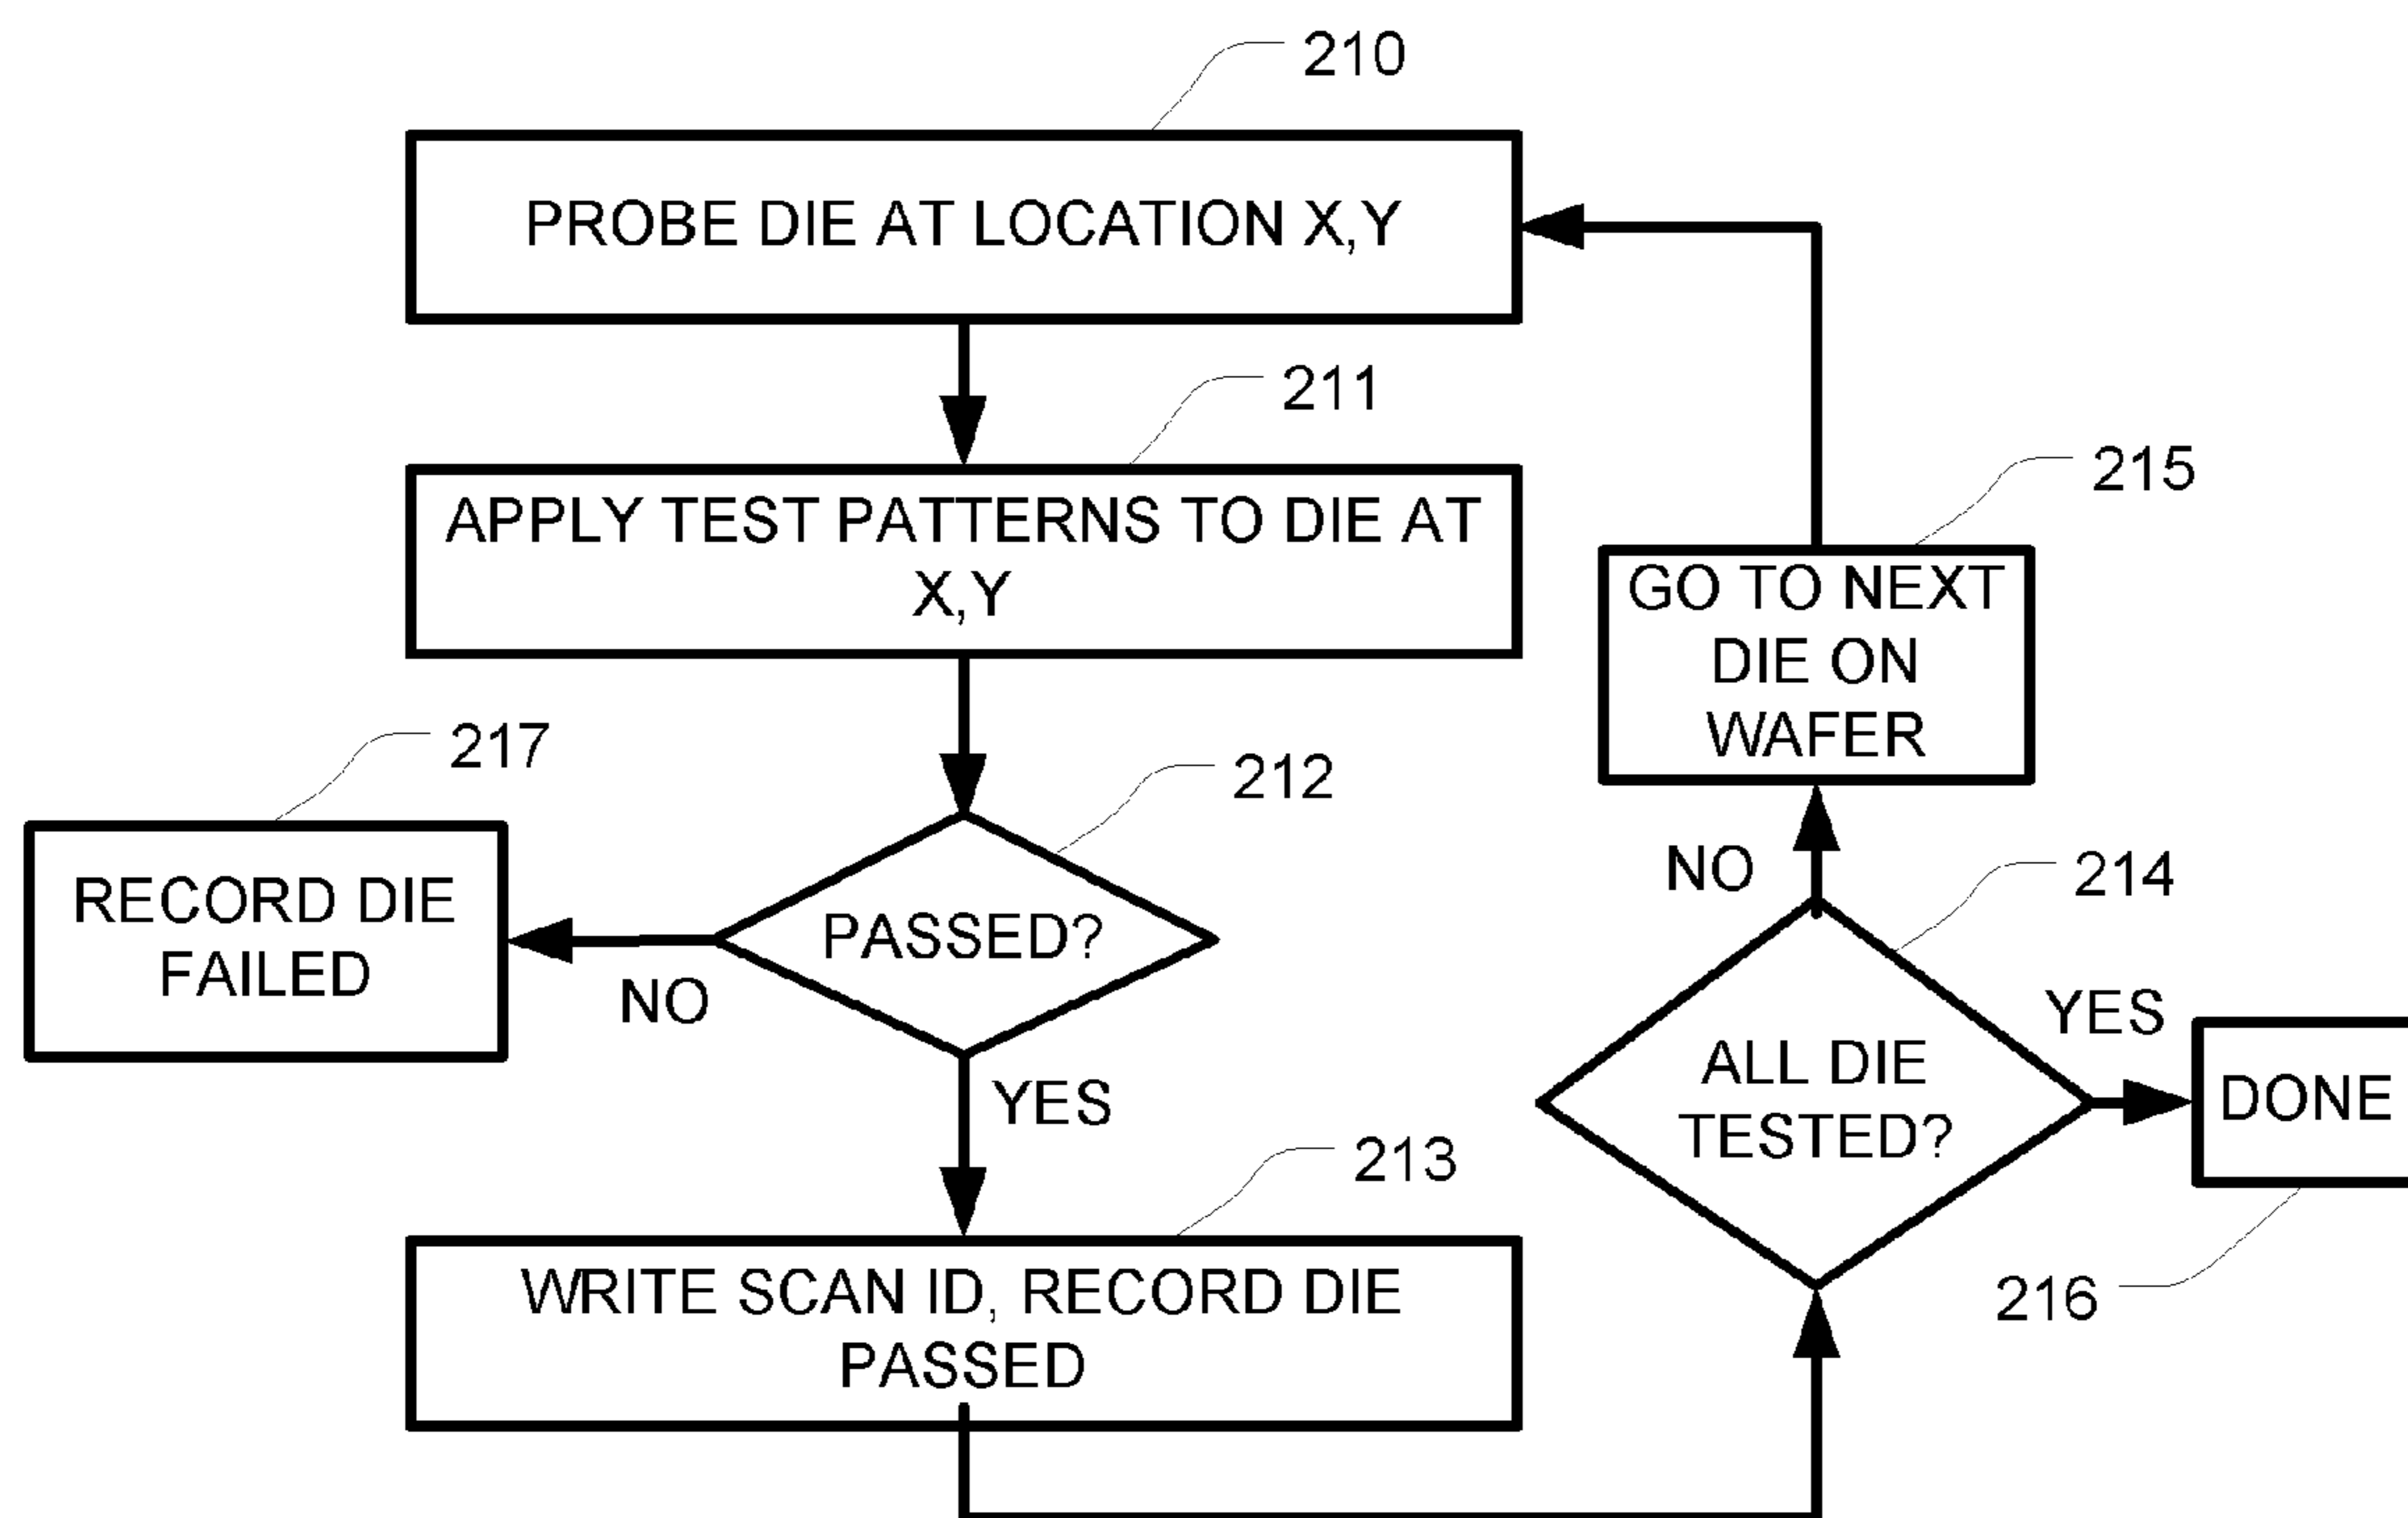 210
PROBE DIE AT LOCATION X,Y
211
APPLY TEST PATTERNS TO DIE AT
X,Y
215
GO TO NEXT
DIE ON
WAFER
217
212
RECORD DIE
FAILED
PASSED?
NO
YES
NO
214
ALL DIE
TESTED?
YES
DONE
213
WRITE SCAN ID, RECORD DIE
PASSED
216